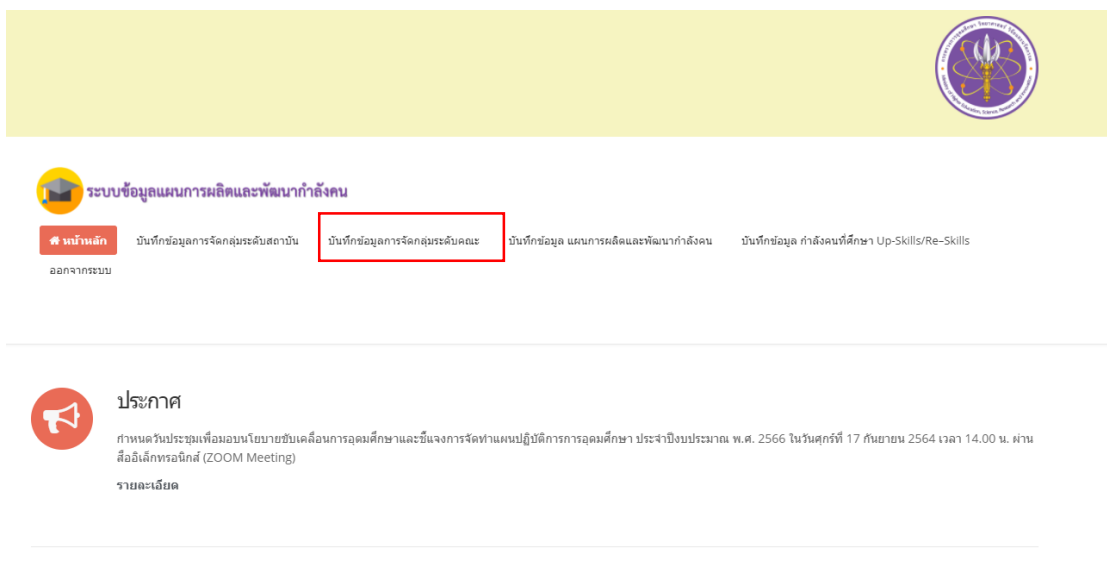 ระบบข้อมูลแผนการผลิตและพัฒนากำลังคน
หน้าหลัก บันทึกข้อมูลการจัดกลุ่มระดับสถาบัน บันทึกข้อมูลการจัดกลุ่มระดับคณะ บันทึกข้อมูล แผนการผลิตและพัฒนากำลังคน บันทึกข้อมูล กำลังคนที่ศึกษา Up-Skills/Re–Skills
ออกจากระบบ
ประกาศ
กำหนดวันประชุมเพื่อมอบนโยบายขับเคลื่อนการอุดมศึกษาและชี้แจงการจัดทำแผนปฏิบัติการการอุดมศึกษา ประจำปีงบประมาณ พ.ศ. 2566 ในวันศุกร์ที่ 17 กันยายน 2564 เวลา 14.00 น. ผ่าน
สื่ออิเล็กทรอนิกส์ (ZOOM Meeting)
รายละเอียด